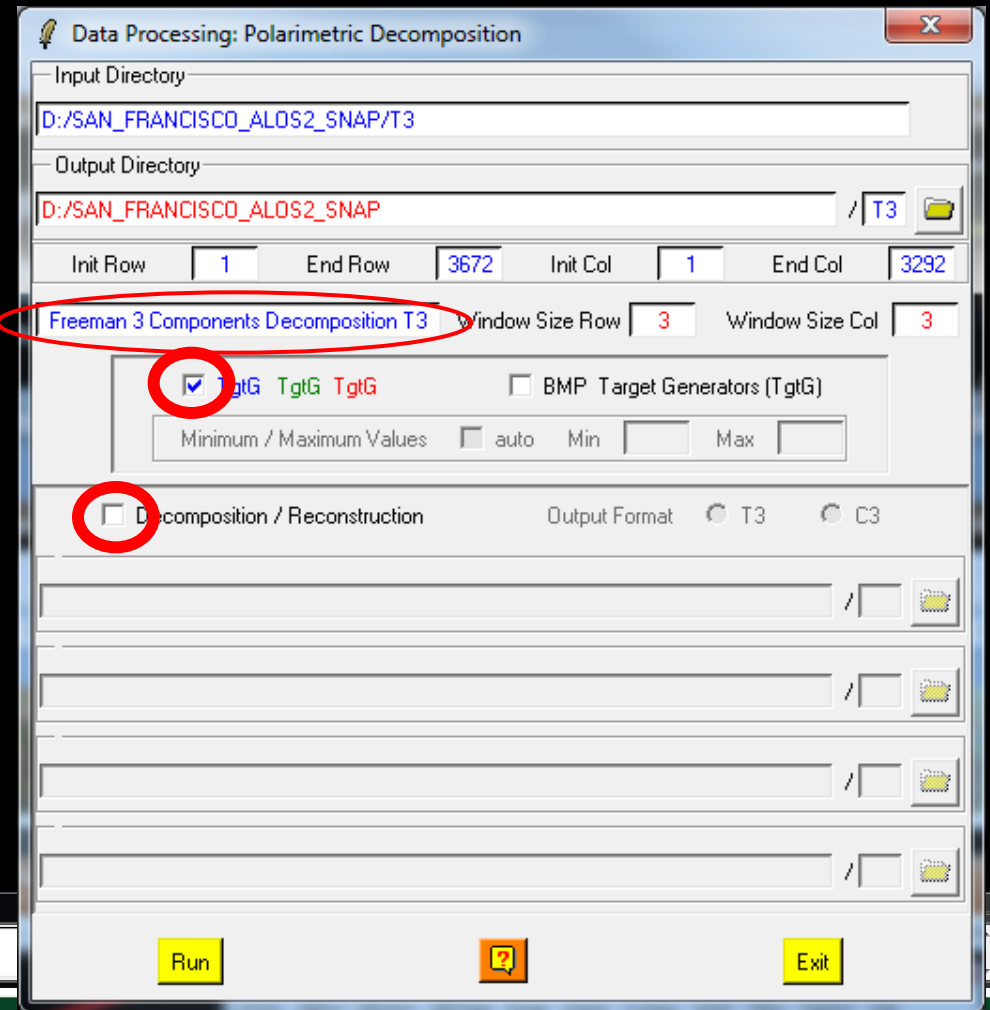 Data Processing: Polarimetric Decomposition
x
Input Directory
D:/SAN_FRANCISCO_ALOS2_SNAP/T3
Output Directory
D:/SAN_FRANCISCO_ALOS2_SNAP / T3
Init Row 1 End Row 3672 Init Col 1 End Col 3292
Freeman 3 Components Decomposition T3 Window Size Row 3 Window Size Col 3
TgtG TgtG TgtG BMP Target Generators (TgtG)
Minimum / Maximum Values auto Min Max
Decomposition / Reconstruction Output Format T3 C3
/
/
/
/
Run ? Exit